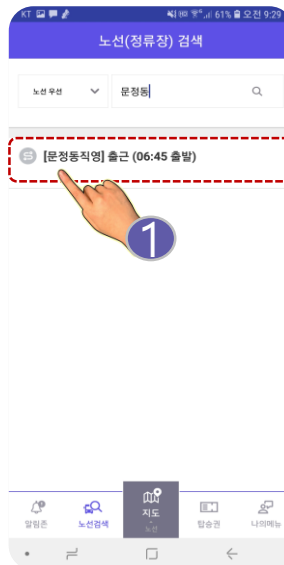 KT 61% 오전 9:29
노선(정류장) 검색
노선 우선 문정동
[문정동직영] 출근 (06:45 출발)
1
알림존 노선검색 지도 탑승권 나의메뉴
노선